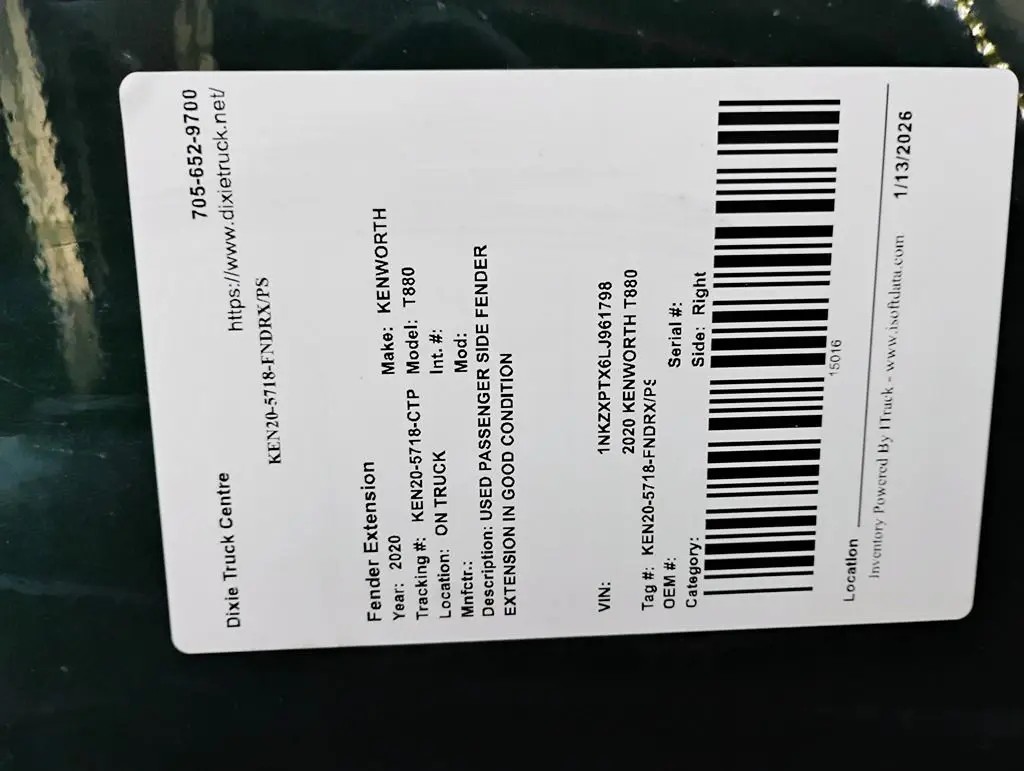 Dixie Truck Centre 705-652-9700
https://www.dixietruck.net/
KEN20-5718-FNDRX/PS
Fender Extension
Year: 2020 Make: KENWORTH
Tracking #: KEN20-5718-CTP Model: T880
Location: ON TRUCK Int. #:
Mnfctr.: Mod:
Description: USED PASSENGER SIDE FENDER
EXTENSION IN GOOD CONDITION
VIN: 1NKZXPTX6LJ961798
2020 KENWORTH T880
Tag #: KEN20-5718-FNDRX/PS
OEM #: Serial #:
Category: Side: Right
15016
Location
Inventory Powered By ITrack - www.isoftdata.com 1/13/2026